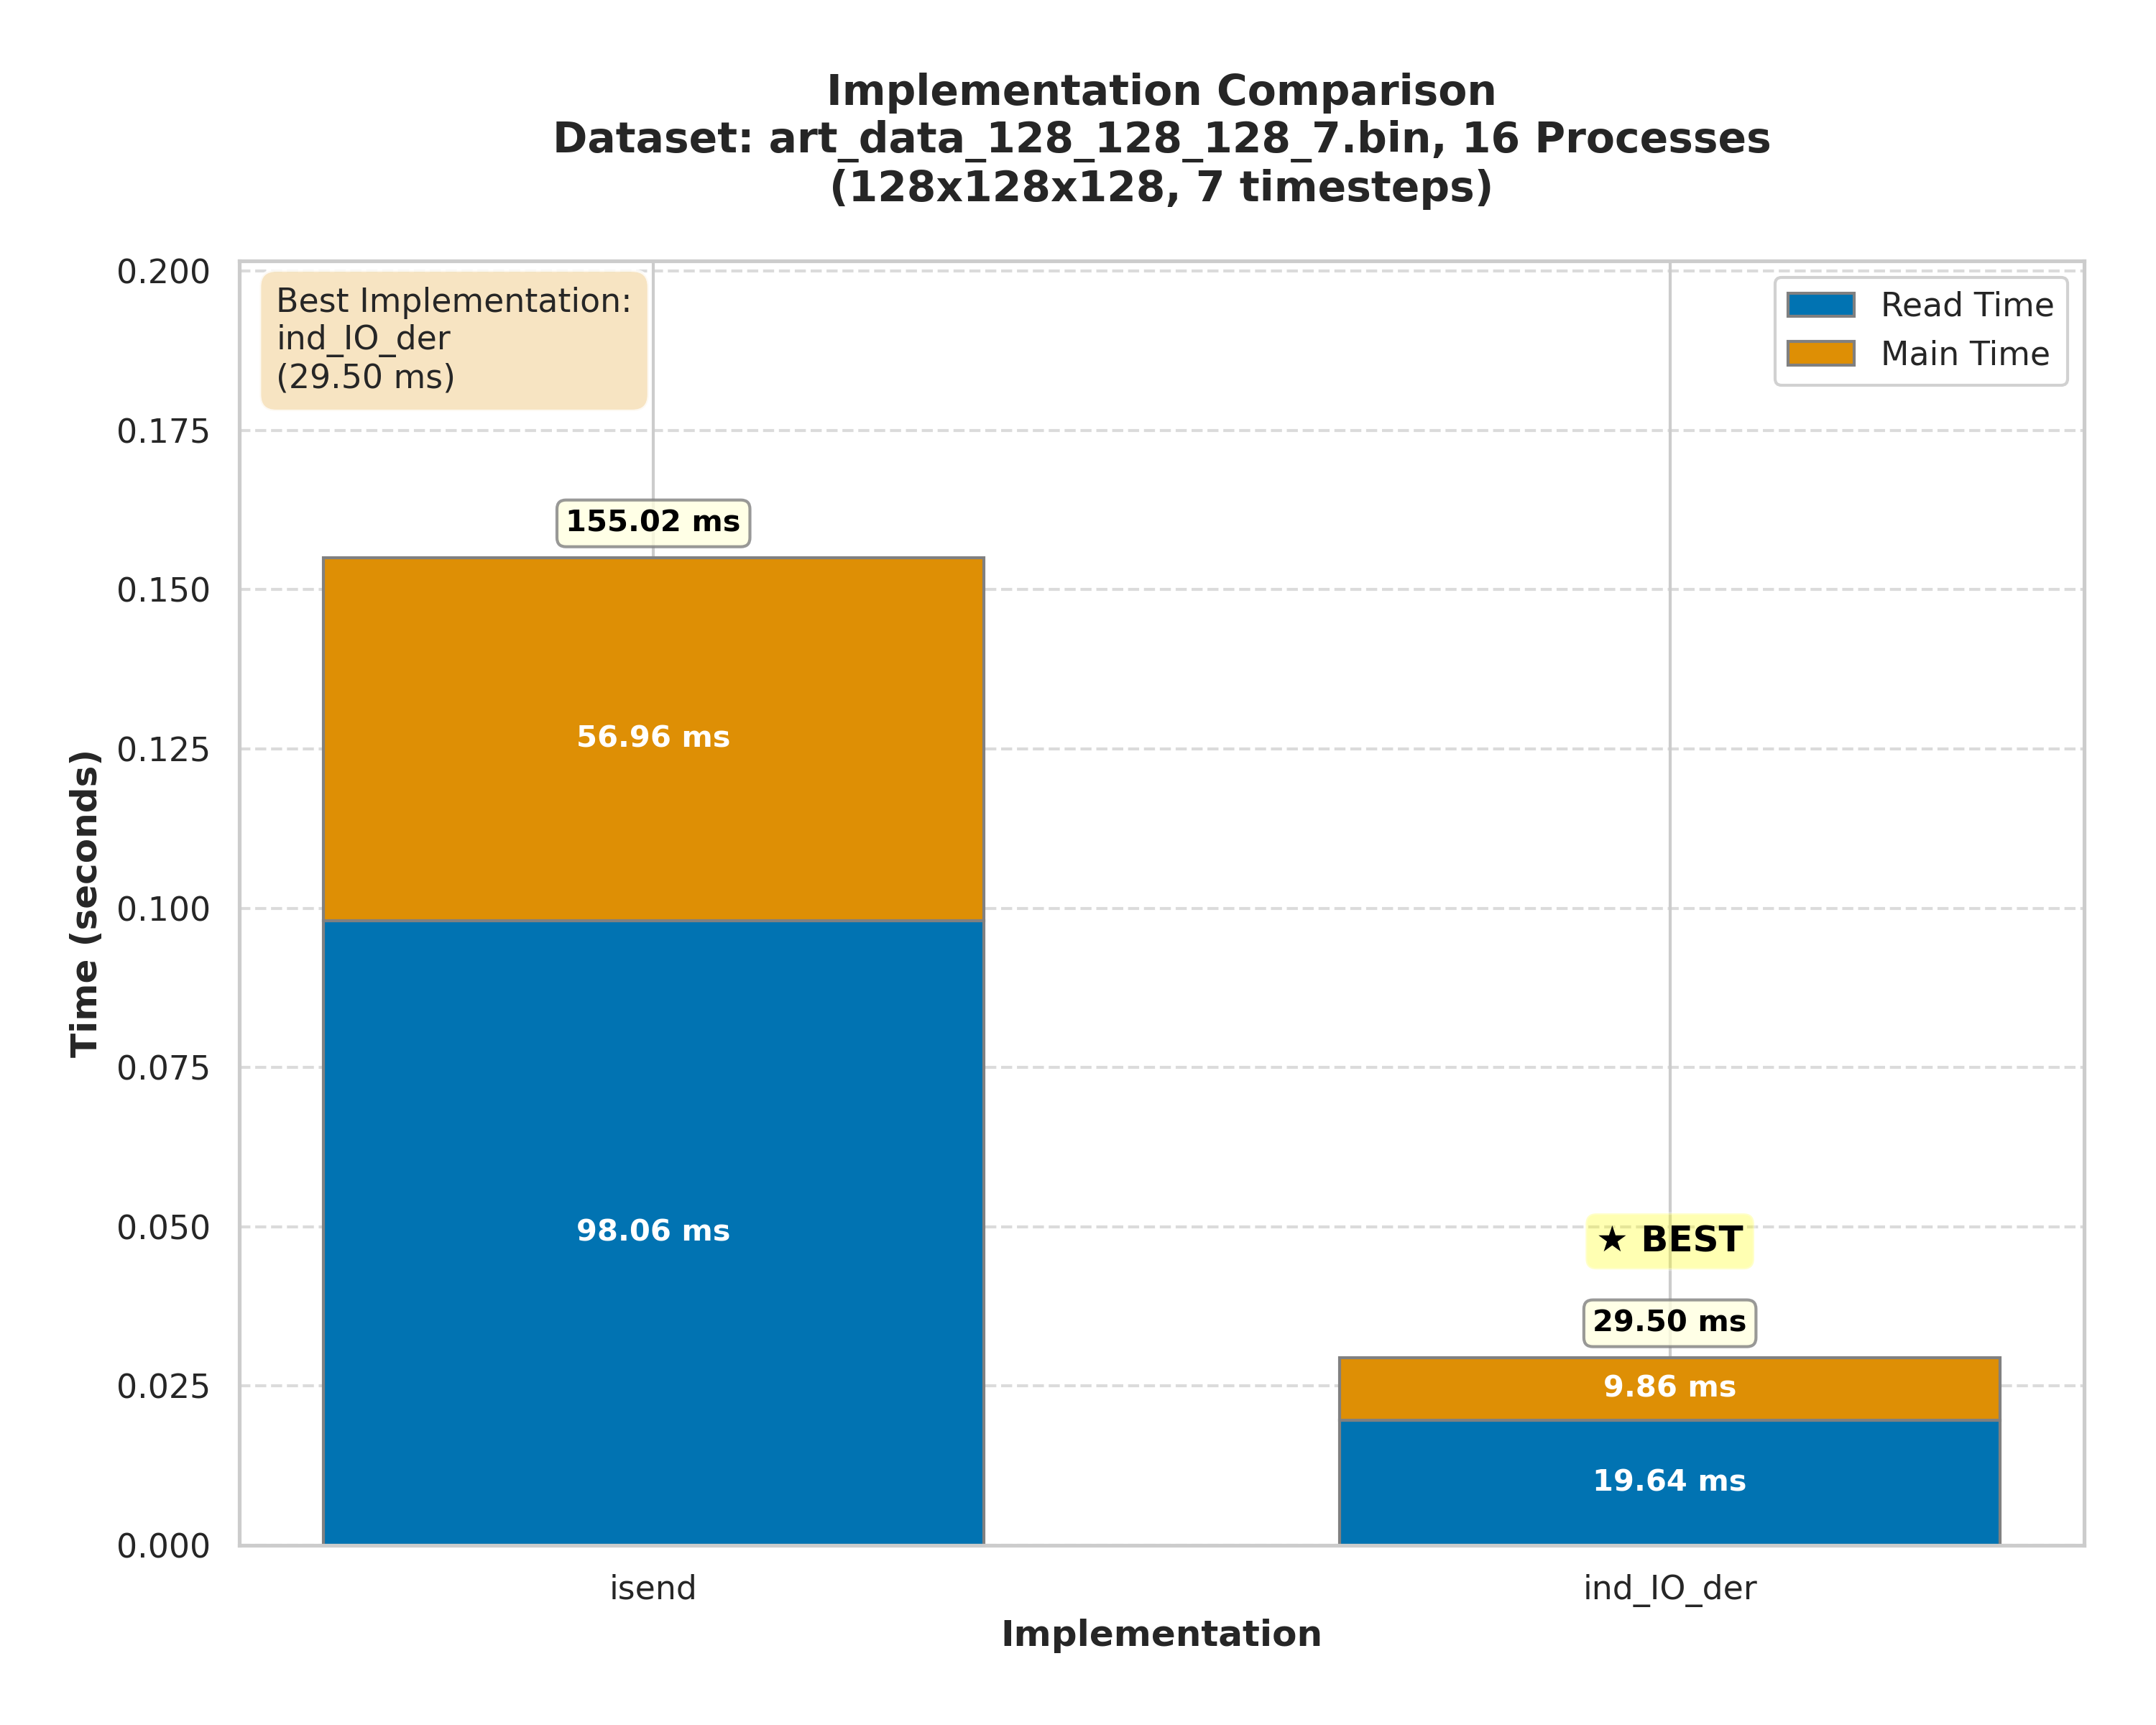 Implementation Comparison
Dataset: art_data_128_128_128_7.bin, 16 Processes
(128x128x128, 7 timesteps)
Best Implementation:
ind_IO_der
(29.50 ms)
Read Time
Main Time
Time (seconds)
0.200
0.175
0.150
0.125
0.100
0.075
0.050
0.025
0.000
155.02 ms
56.96 ms
98.06 ms
★ BEST
29.50 ms
9.86 ms
19.64 ms
isend
ind_IO_der
Implementation